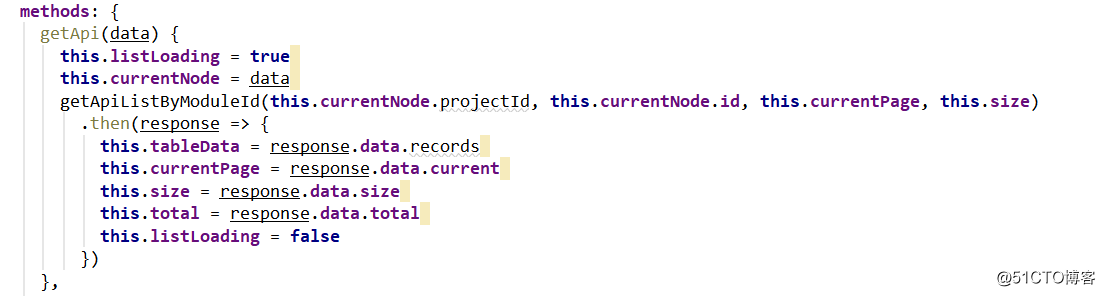 methods: {
getApi(data) {
this.listLoading = true
this.currentNode = data
getApiListByModuleId(this.currentNode.projectId, this.currentNode.id, this.currentPage, this.size)
.then(response => {
this.tableData = response.data.records
this.currentPage = response.data.current
this.size = response.data.size
this.total = response.data.total
this.listLoading = false
})
},
@51CTO博客